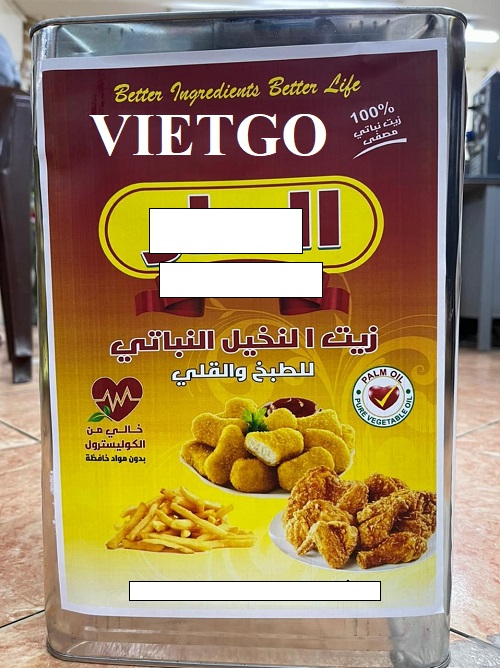 Better Ingredients Better Life
VIETGO
100%
زيت نباتي
مصفى
زيت النخيل النباتي
للطبخ والقلي
PALM OIL
PURE VEGETABLE OIL
خالي من
الكوليسترول
بدون مواد حافظة